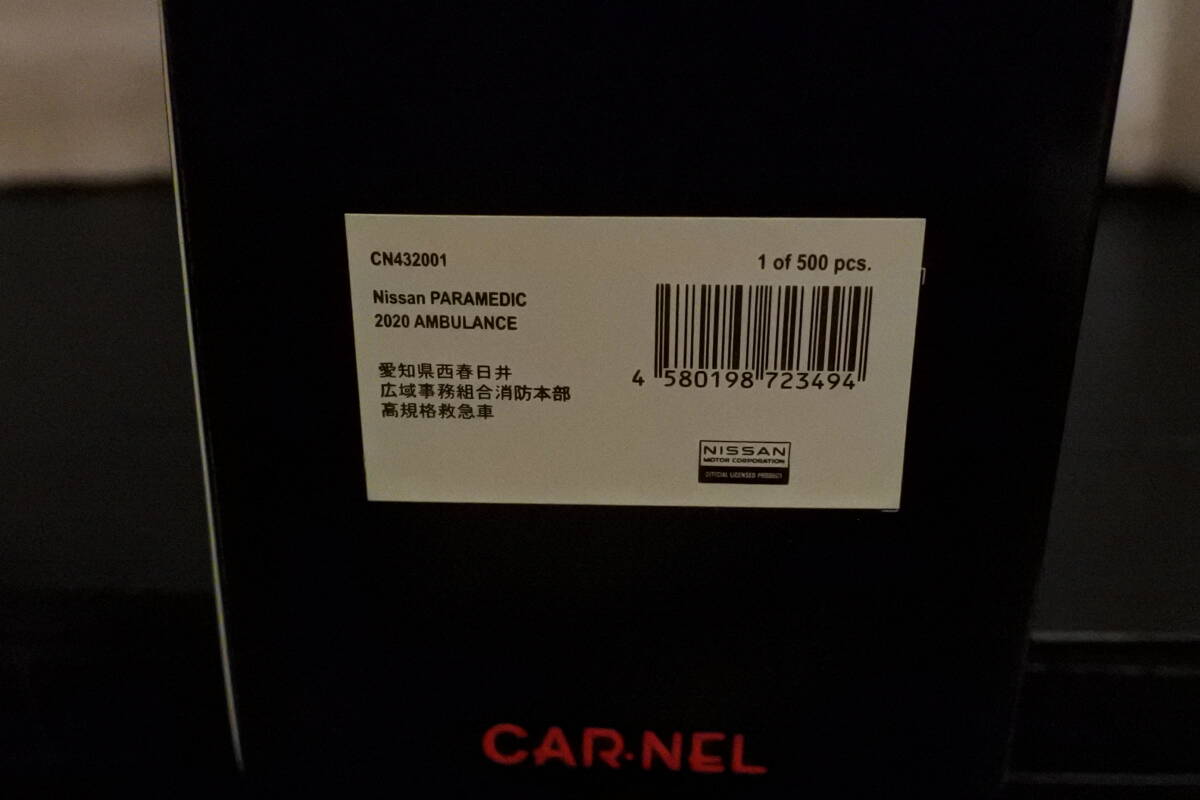 CN432001
1 of 500 pcs.
Nissan PARAMEDIC
2020 AMBULANCE
愛知県西春日井
広域事務組合消防本部
高規格救急車
4 580198 723494
NISSAN
MOTOR CORPORATION
OFFICIAL LICENSED PRODUCT
CAR·NEL